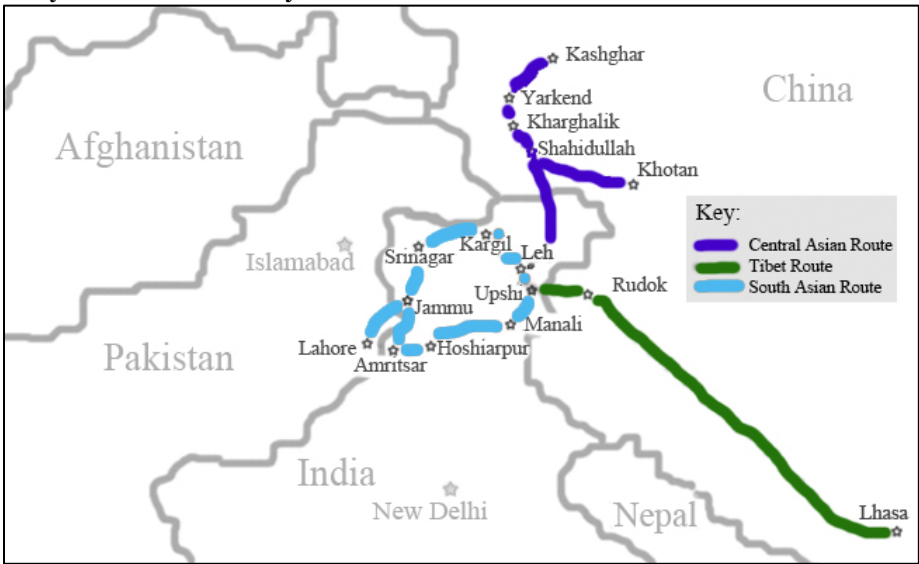 Kashghar
China
Yarkend
Kharghalik
Afghanistan
Shahidullah
Khotan
Key:
Central Asian Route
Tibet Route
South Asian Route
Kargil
Srinagar
Leh
Islamabad
Upshi
Rudok
Jammu
Manali
Lahore
Hoshiarpur
Pakistan
Amritsar
India
New Delhi
Nepal
Lhasa